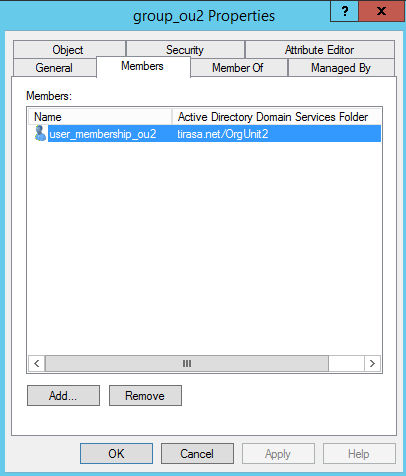 group_ou2 Properties
? x
Object Security Attribute Editor
General Members Member Of Managed By
Members:
Name Active Directory Domain Services Folder
user_membership_ou2 tirasa.net/OrgUnit2
Add... Remove
OK Cancel Apply Help